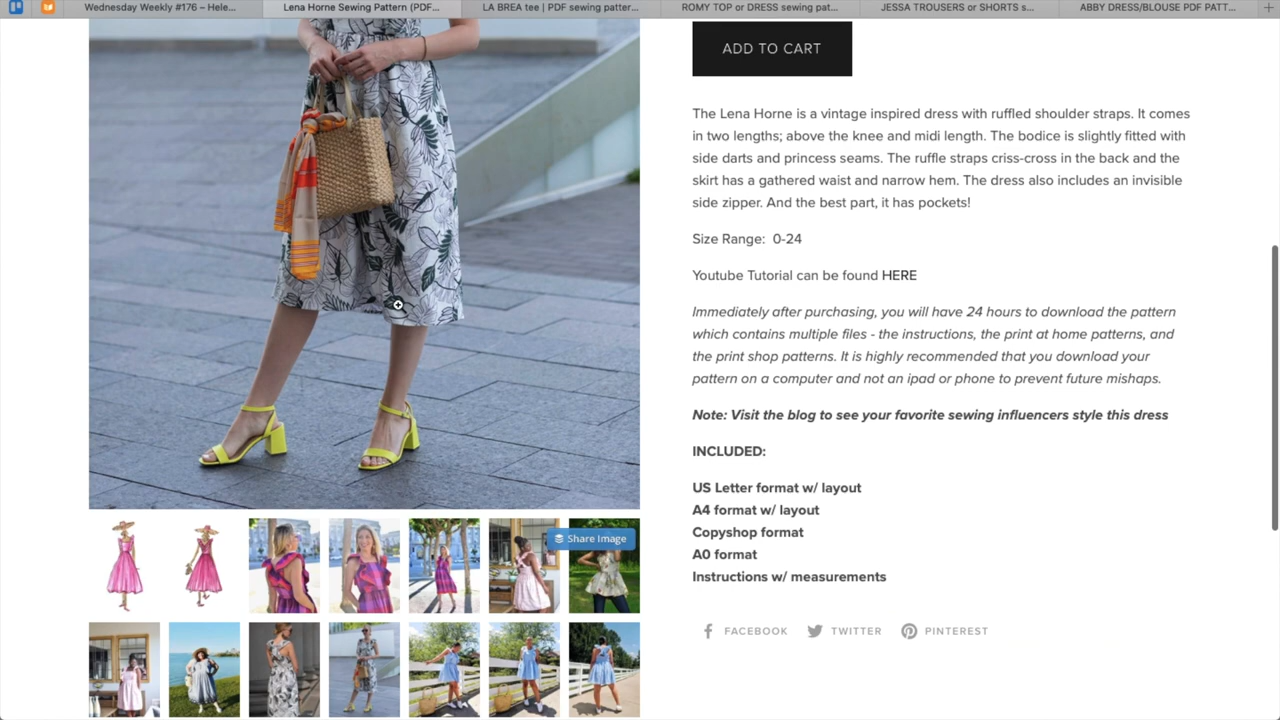 Wednesday Weekly #176 – Hele...
Lena Horne Sewing Pattern (PDF...
LA BREA tee | PDF sewing patter...
ROMY TOP or DRESS sewing pat...
JESSA TROUSERS or SHORTS s...
ABBY DRESS/BLOUSE PDF PATT...
ADD TO CART
The Lena Horne is a vintage inspired dress with ruffled shoulder straps. It comes
in two lengths; above the knee and midi length. The bodice is slightly fitted with
side darts and princess seams. The ruffle straps criss-cross in the back and the
skirt has a gathered waist and narrow hem. The dress also includes an invisible
side zipper. And the best part, it has pockets!
Size Range: 0-24
Youtube Tutorial can be found HERE
Immediately after purchasing, you will have 24 hours to download the pattern
which contains multiple files - the instructions, the print at home patterns, and
the print shop patterns. It is highly recommended that you download your
pattern on a computer and not an ipad or phone to prevent future mishaps.
Note: Visit the blog to see your favorite sewing influencers style this dress
INCLUDED:
US Letter format w/ layout
A4 format w/ layout
Copyshop format
A0 format
Instructions w/ measurements
Share Image
FACEBOOK
TWITTER
PINTEREST